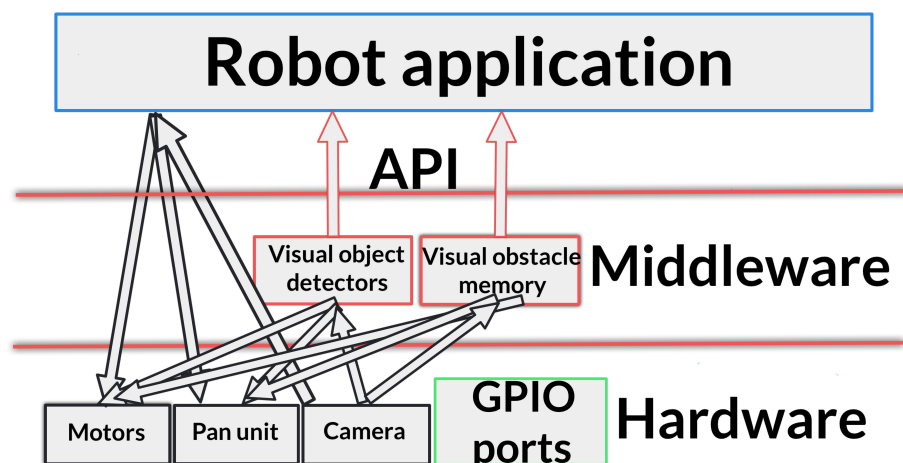 Robot application
API
Visual object
detectors
Visual obstacle
memory
Middleware
Motors
Pan unit
Camera
GPIO
ports
Hardware